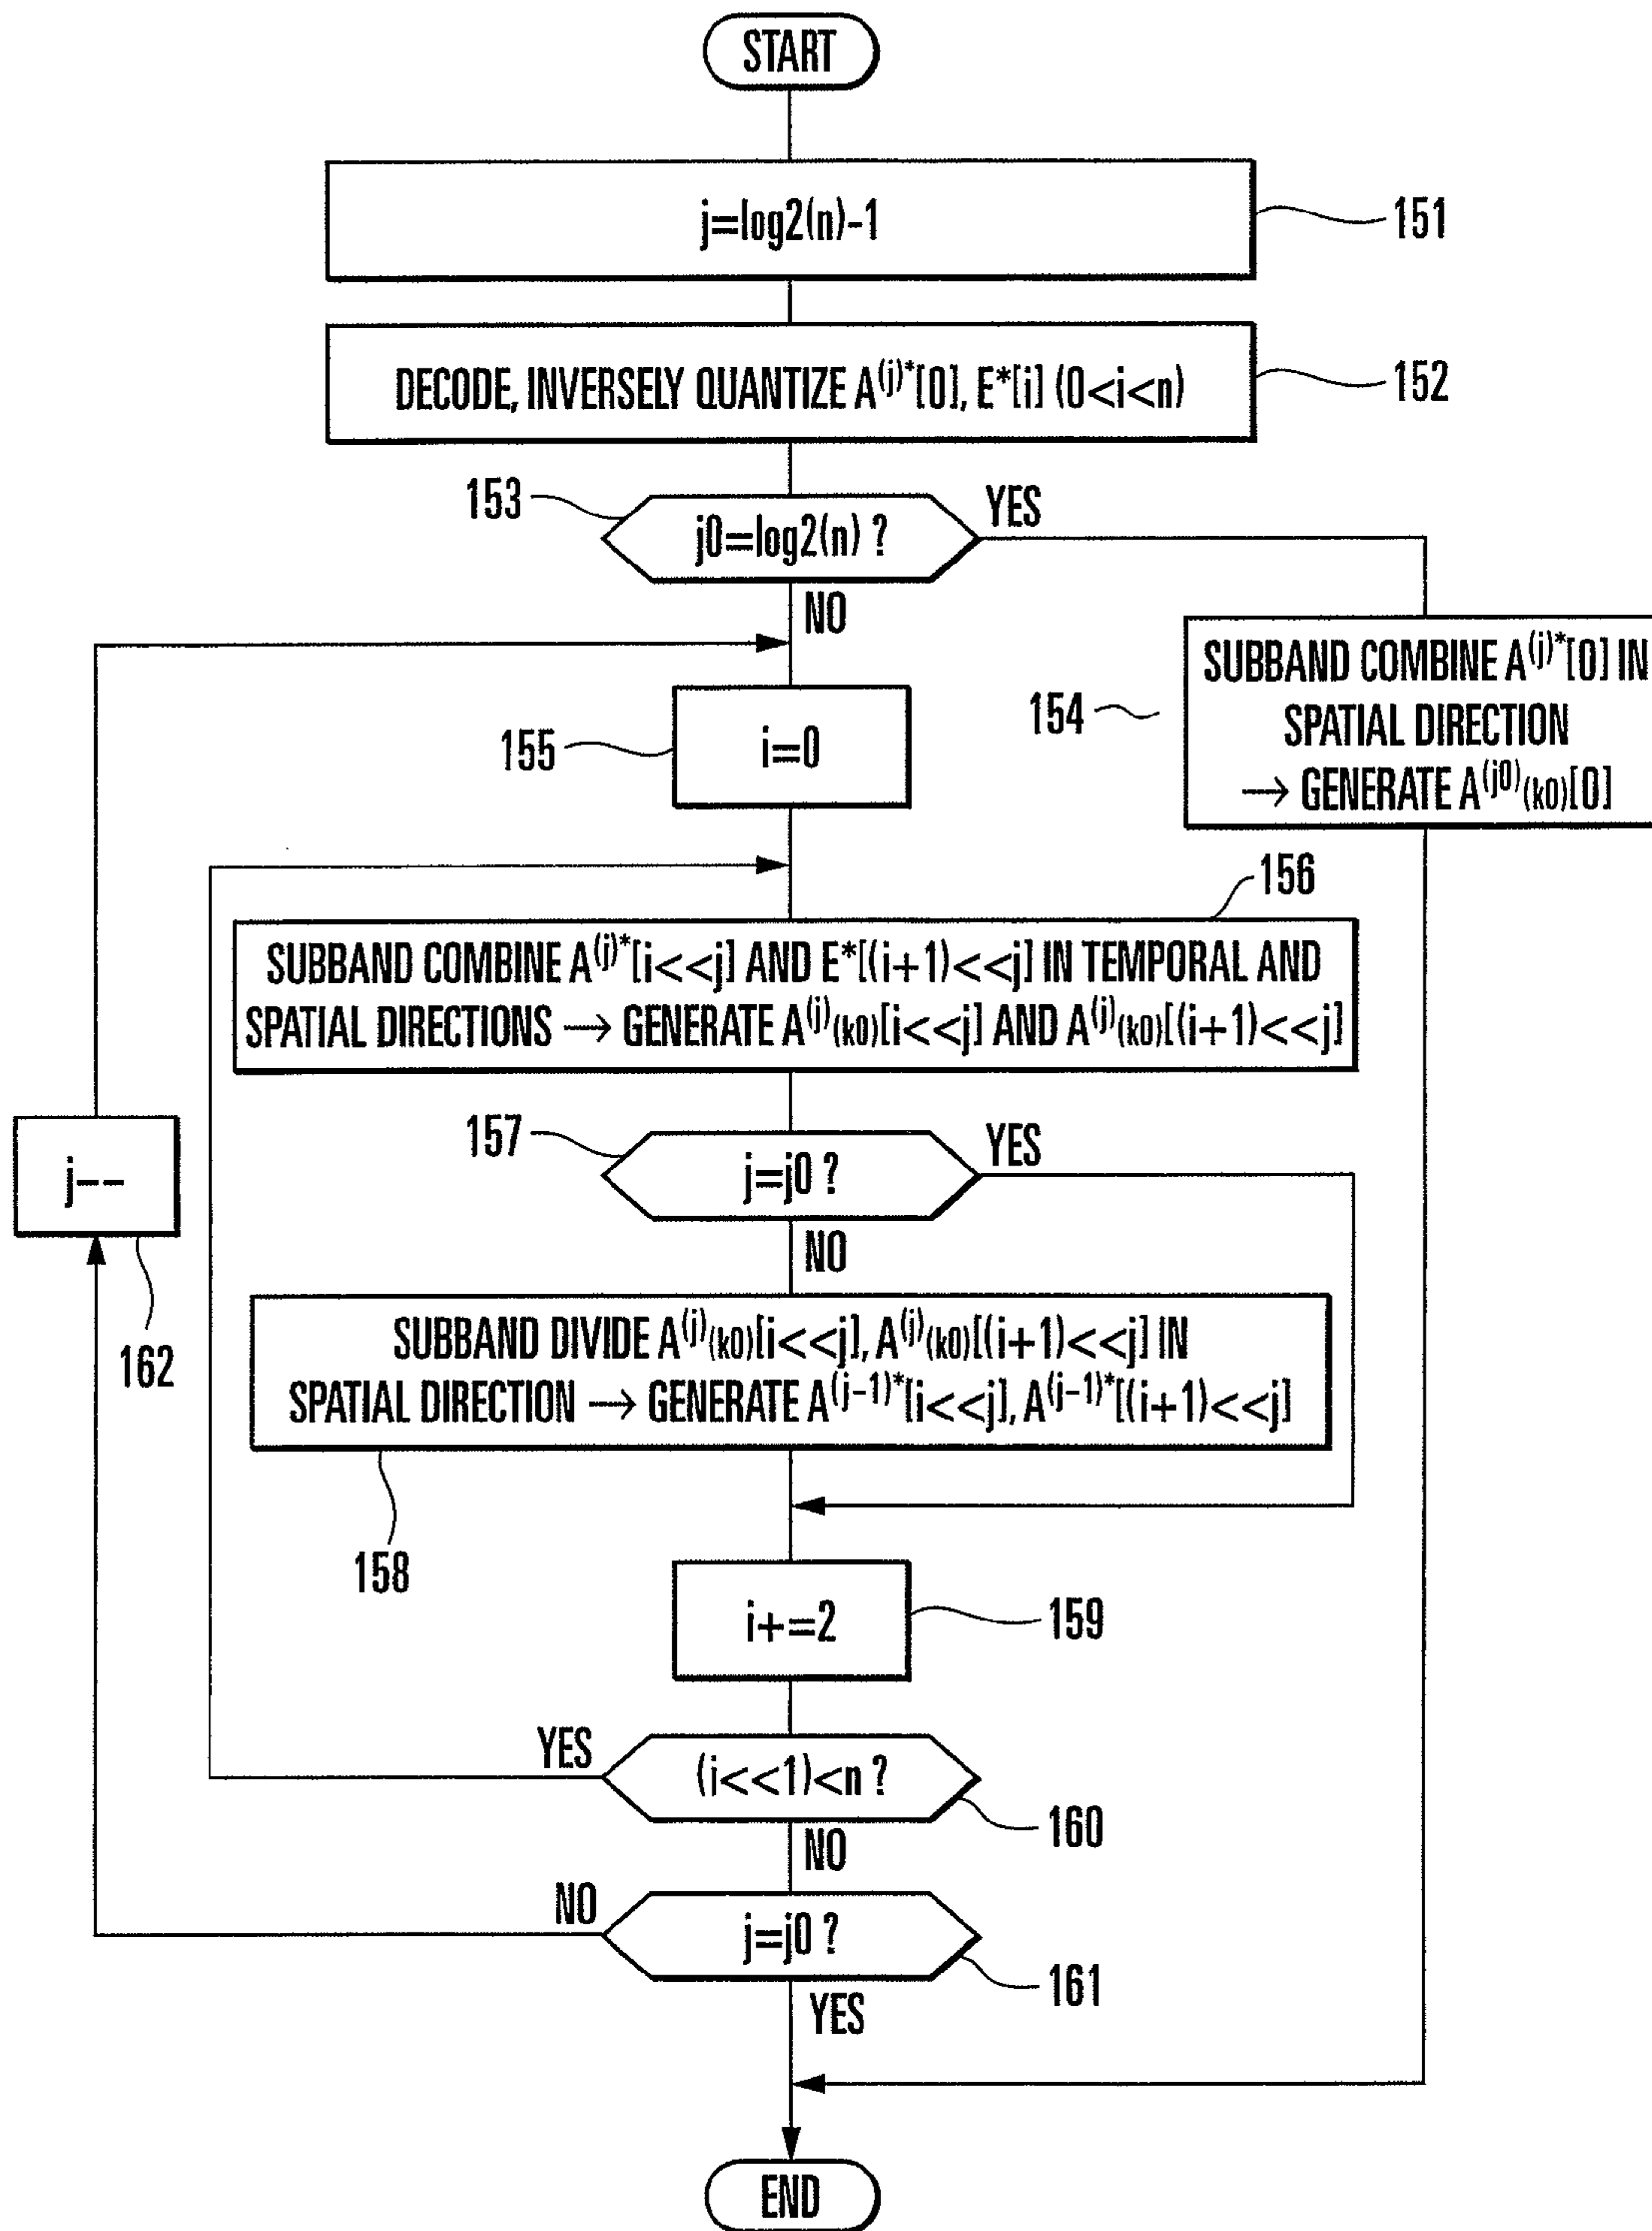 START
j=log2(n)-1
151
DECODE, INVERSELY QUANTIZE A^(j)*[0], E*[i] (0<i<n)
152
153
j0=log2(n) ?
YES
NO
SUBBAND COMBINE A^(j)*[0] IN
SPATIAL DIRECTION
→ GENERATE A^(j0)(k0)[0]
154
155
i=0
156
SUBBAND COMBINE A^(j)*[i<<j] AND E*[(i+1)<<j] IN TEMPORAL AND
SPATIAL DIRECTIONS → GENERATE A^(j)(k0)[i<<j] AND A^(j)(k0)[(i+1)<<j]
157
j=j0 ?
YES
NO
j--
162
SUBBAND DIVIDE A^(j)(k0)[i<<j], A^(j)(k0)[(i+1)<<j] IN
SPATIAL DIRECTION → GENERATE A^(j-1)*[i<<j], A^(j-1)*[(i+1)<<j]
158
i+=2
159
YES
(i<<1)<n ?
160
NO
NO
j=j0 ?
161
YES
END